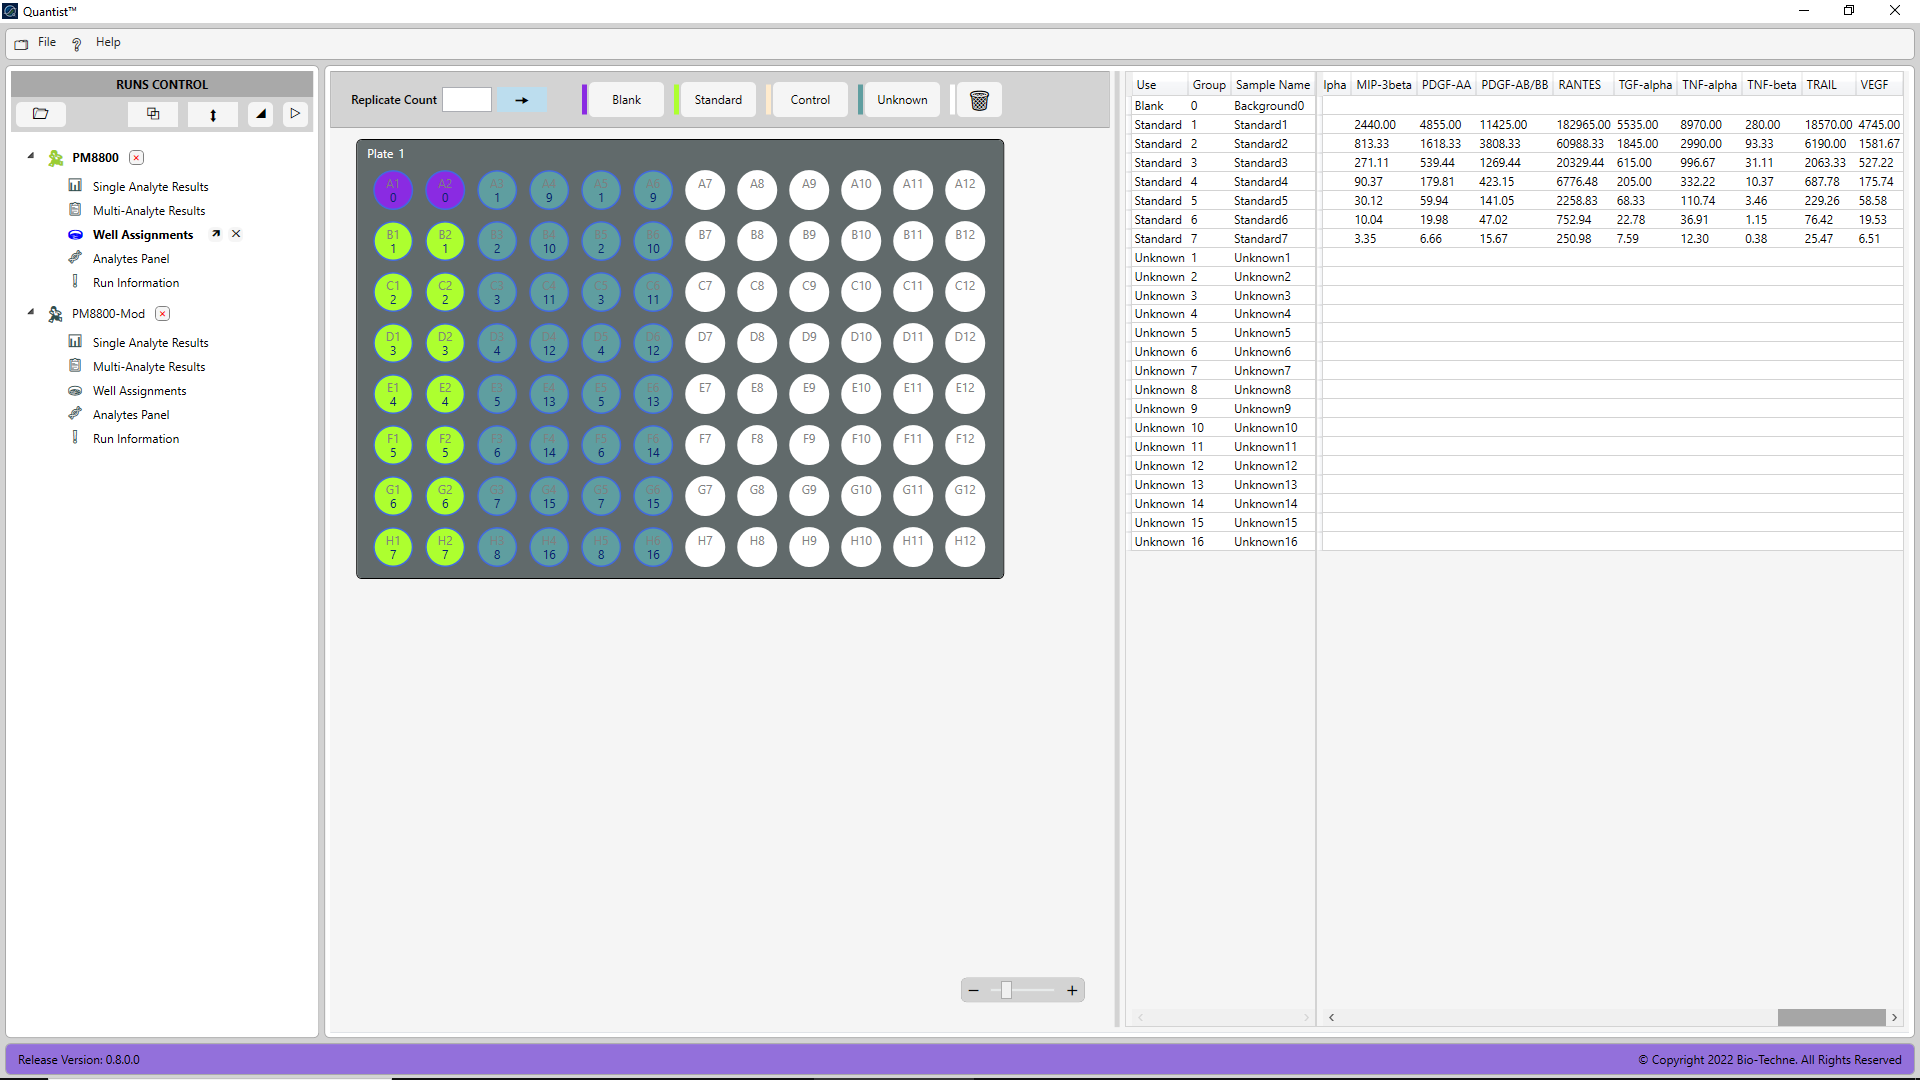 Quantist™
File Help
RUNS CONTROL
PM8800
Single Analyte Results
Multi-Analyte Results
Well Assignments
Analytes Panel
Run Information
PM8800-Mod
Single Analyte Results
Multi-Analyte Results
Well Assignments
Analytes Panel
Run Information
Replicate Count Blank Standard Control Unknown
Plate 1
A1 A2 A3 A4 A5 A6 A7 A8 A9 A10 A11 A12
0 0 1 9 1 9
B1 B2 B3 B4 B5 B6 B7 B8 B9 B10 B11 B12
1 1 2 10 2 10
C1 C2 C3 C4 C5 C6 C7 C8 C9 C10 C11 C12
2 2 3 11 3 11
D1 D2 D3 D4 D5 D6 D7 D8 D9 D10 D11 D12
3 3 4 12 4 12
E1 E2 E3 E4 E5 E6 E7 E8 E9 E10 E11 E12
4 4 5 13 5 13
F1 F2 F3 F4 F5 F6 F7 F8 F9 F10 F11 F12
5 5 6 14 6 14
G1 G2 G3 G4 G5 G6 G7 G8 G9 G10 G11 G12
6 6 7 15 7 15
H1 H2 H3 H4 H5 H6 H7 H8 H9 H10 H11 H12
7 7 8 16 8 16
Use Group Sample Name lpha MIP-3beta PDGF-AA PDGF-AB/BB RANTES TGF-alpha TNF-alpha TNF-beta TRAIL VEGF
Blank 0 Background0
Standard 1 Standard1 2440.00 4855.00 11425.00 182965.00 5535.00 8970.00 280.00 18570.00 4745.00
Standard 2 Standard2 813.33 1618.33 3808.33 60988.33 1845.00 2990.00 93.33 6190.00 1581.67
Standard 3 Standard3 271.11 539.44 1269.44 20329.44 615.00 996.67 31.11 2063.33 527.22
Standard 4 Standard4 90.37 179.81 423.15 6776.48 205.00 332.22 10.37 687.78 175.74
Standard 5 Standard5 30.12 59.94 141.05 2258.83 68.33 110.74 3.46 229.26 58.58
Standard 6 Standard6 10.04 19.98 47.02 752.94 22.78 36.91 1.15 76.42 19.53
Standard 7 Standard7 3.35 6.66 15.67 250.98 7.59 12.30 0.38 25.47 6.51
Unknown 1 Unknown1
Unknown 2 Unknown2
Unknown 3 Unknown3
Unknown 4 Unknown4
Unknown 5 Unknown5
Unknown 6 Unknown6
Unknown 7 Unknown7
Unknown 8 Unknown8
Unknown 9 Unknown9
Unknown 10 Unknown10
Unknown 11 Unknown11
Unknown 12 Unknown12
Unknown 13 Unknown13
Unknown 14 Unknown14
Unknown 15 Unknown15
Unknown 16 Unknown16
Release Version: 0.8.0.0
© Copyright 2022 Bio-Techne. All Rights Reserved